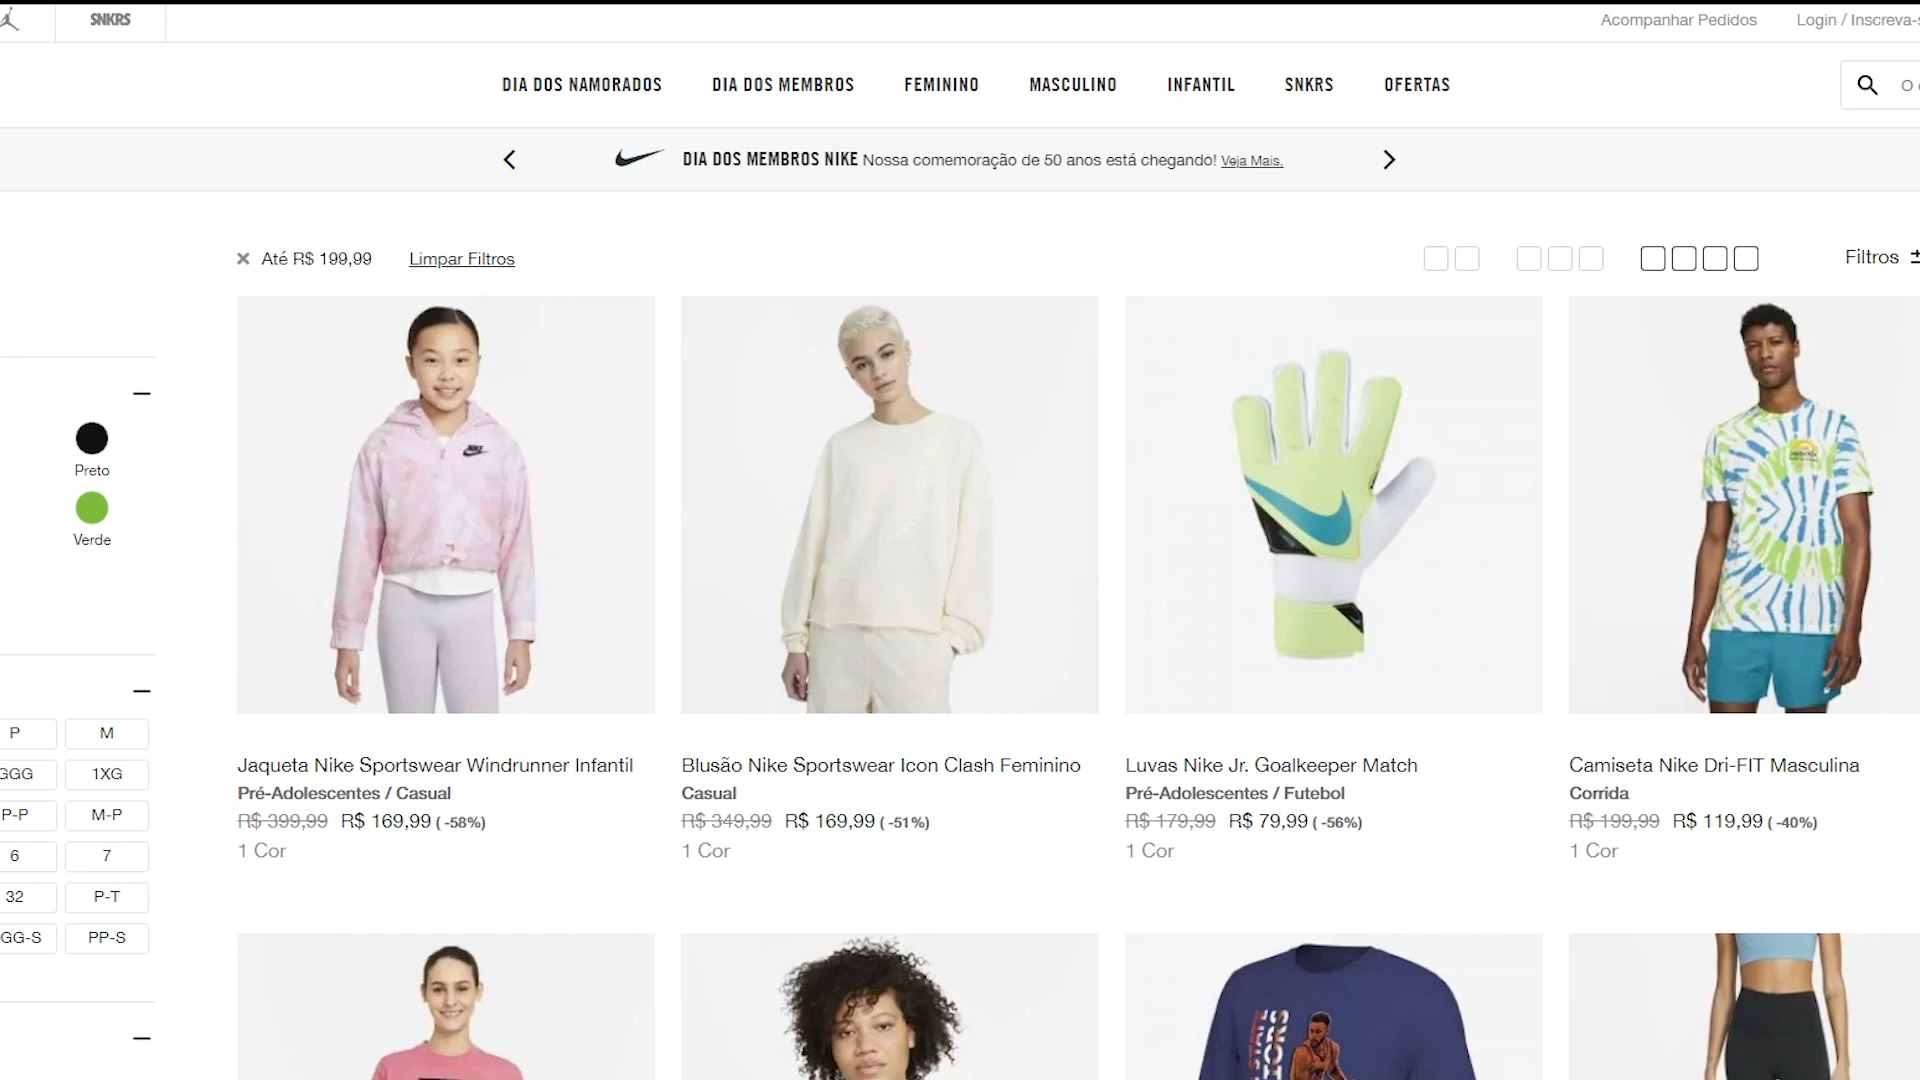 SNKRS
Acompanhar Pedidos
Login / Inscreva-s
DIA DOS NAMORADOS DIA DOS MEMBROS FEMININO MASCULINO INFANTIL SNKRS OFERTAS
DIA DOS MEMBROS NIKE Nossa comemoração de 50 anos está chegando! Veja Mais.
Até R$ 199,99 Limpar Filtros
Filtros
Preto
Verde
P M
GGG 1XG
P-P M-P
6 7
32 P-T
GG-S PP-S
NIKE
Jaqueta Nike Sportswear Windrunner Infantil
Pré-Adolescentes / Casual
R$ 399,99 R$ 169,99 ( -58%)
1 Cor
Blusão Nike Sportswear Icon Clash Feminino
Casual
R$ 349,99 R$ 169,99 ( -51%)
1 Cor
Luvas Nike Jr. Goalkeeper Match
Pré-Adolescentes / Futebol
R$ 179,99 R$ 79,99 ( -56%)
1 Cor
Camiseta Nike Dri-FIT Masculina
Corrida
R$ 199,99 R$ 119,99 ( -40%)
1 Cor